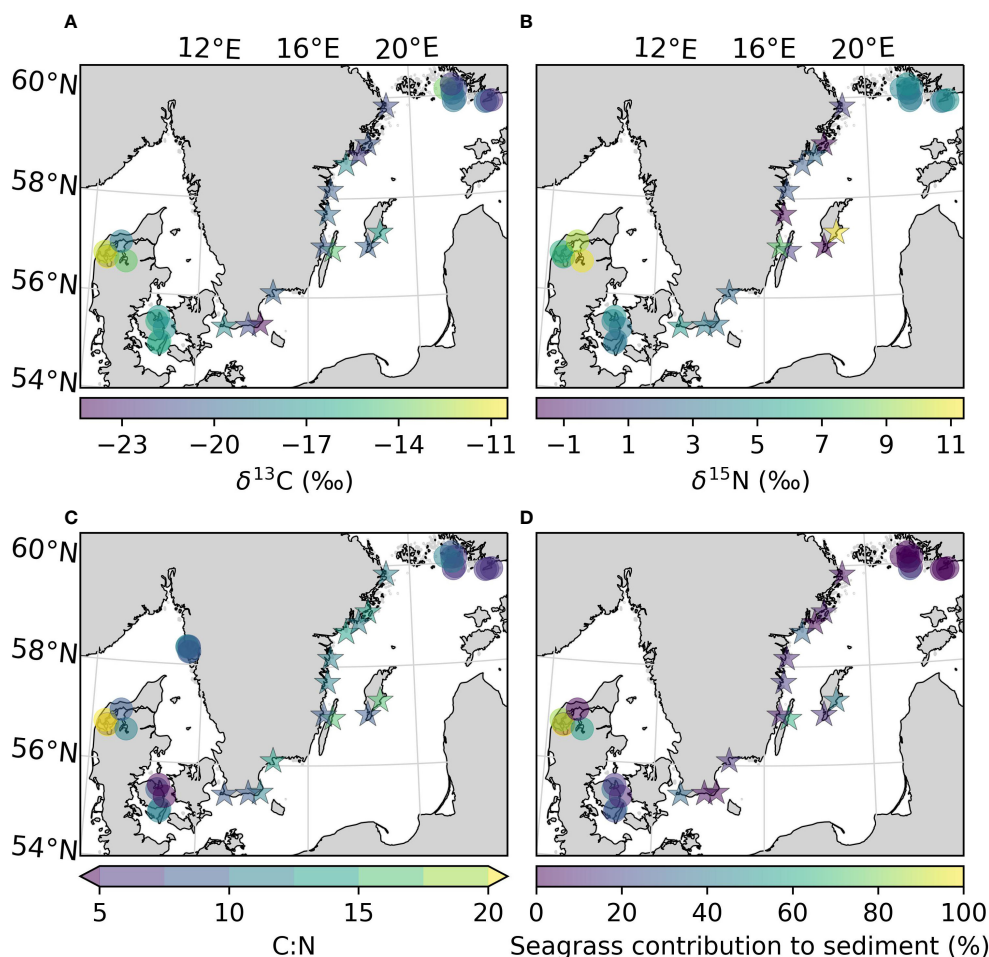 A
B
12°E 16°E 20°E
12°E 16°E 20°E
60°N
58°N
56°N
54°N
−23 −20 −17 −14 −11
−1 1 3 5 7 9 11
δ¹³C (‰)
δ¹⁵N (‰)
C
D
60°N
58°N
56°N
54°N
5 10 15 20
0 20 40 60 80 100
C:N
Seagrass contribution to sediment (%)